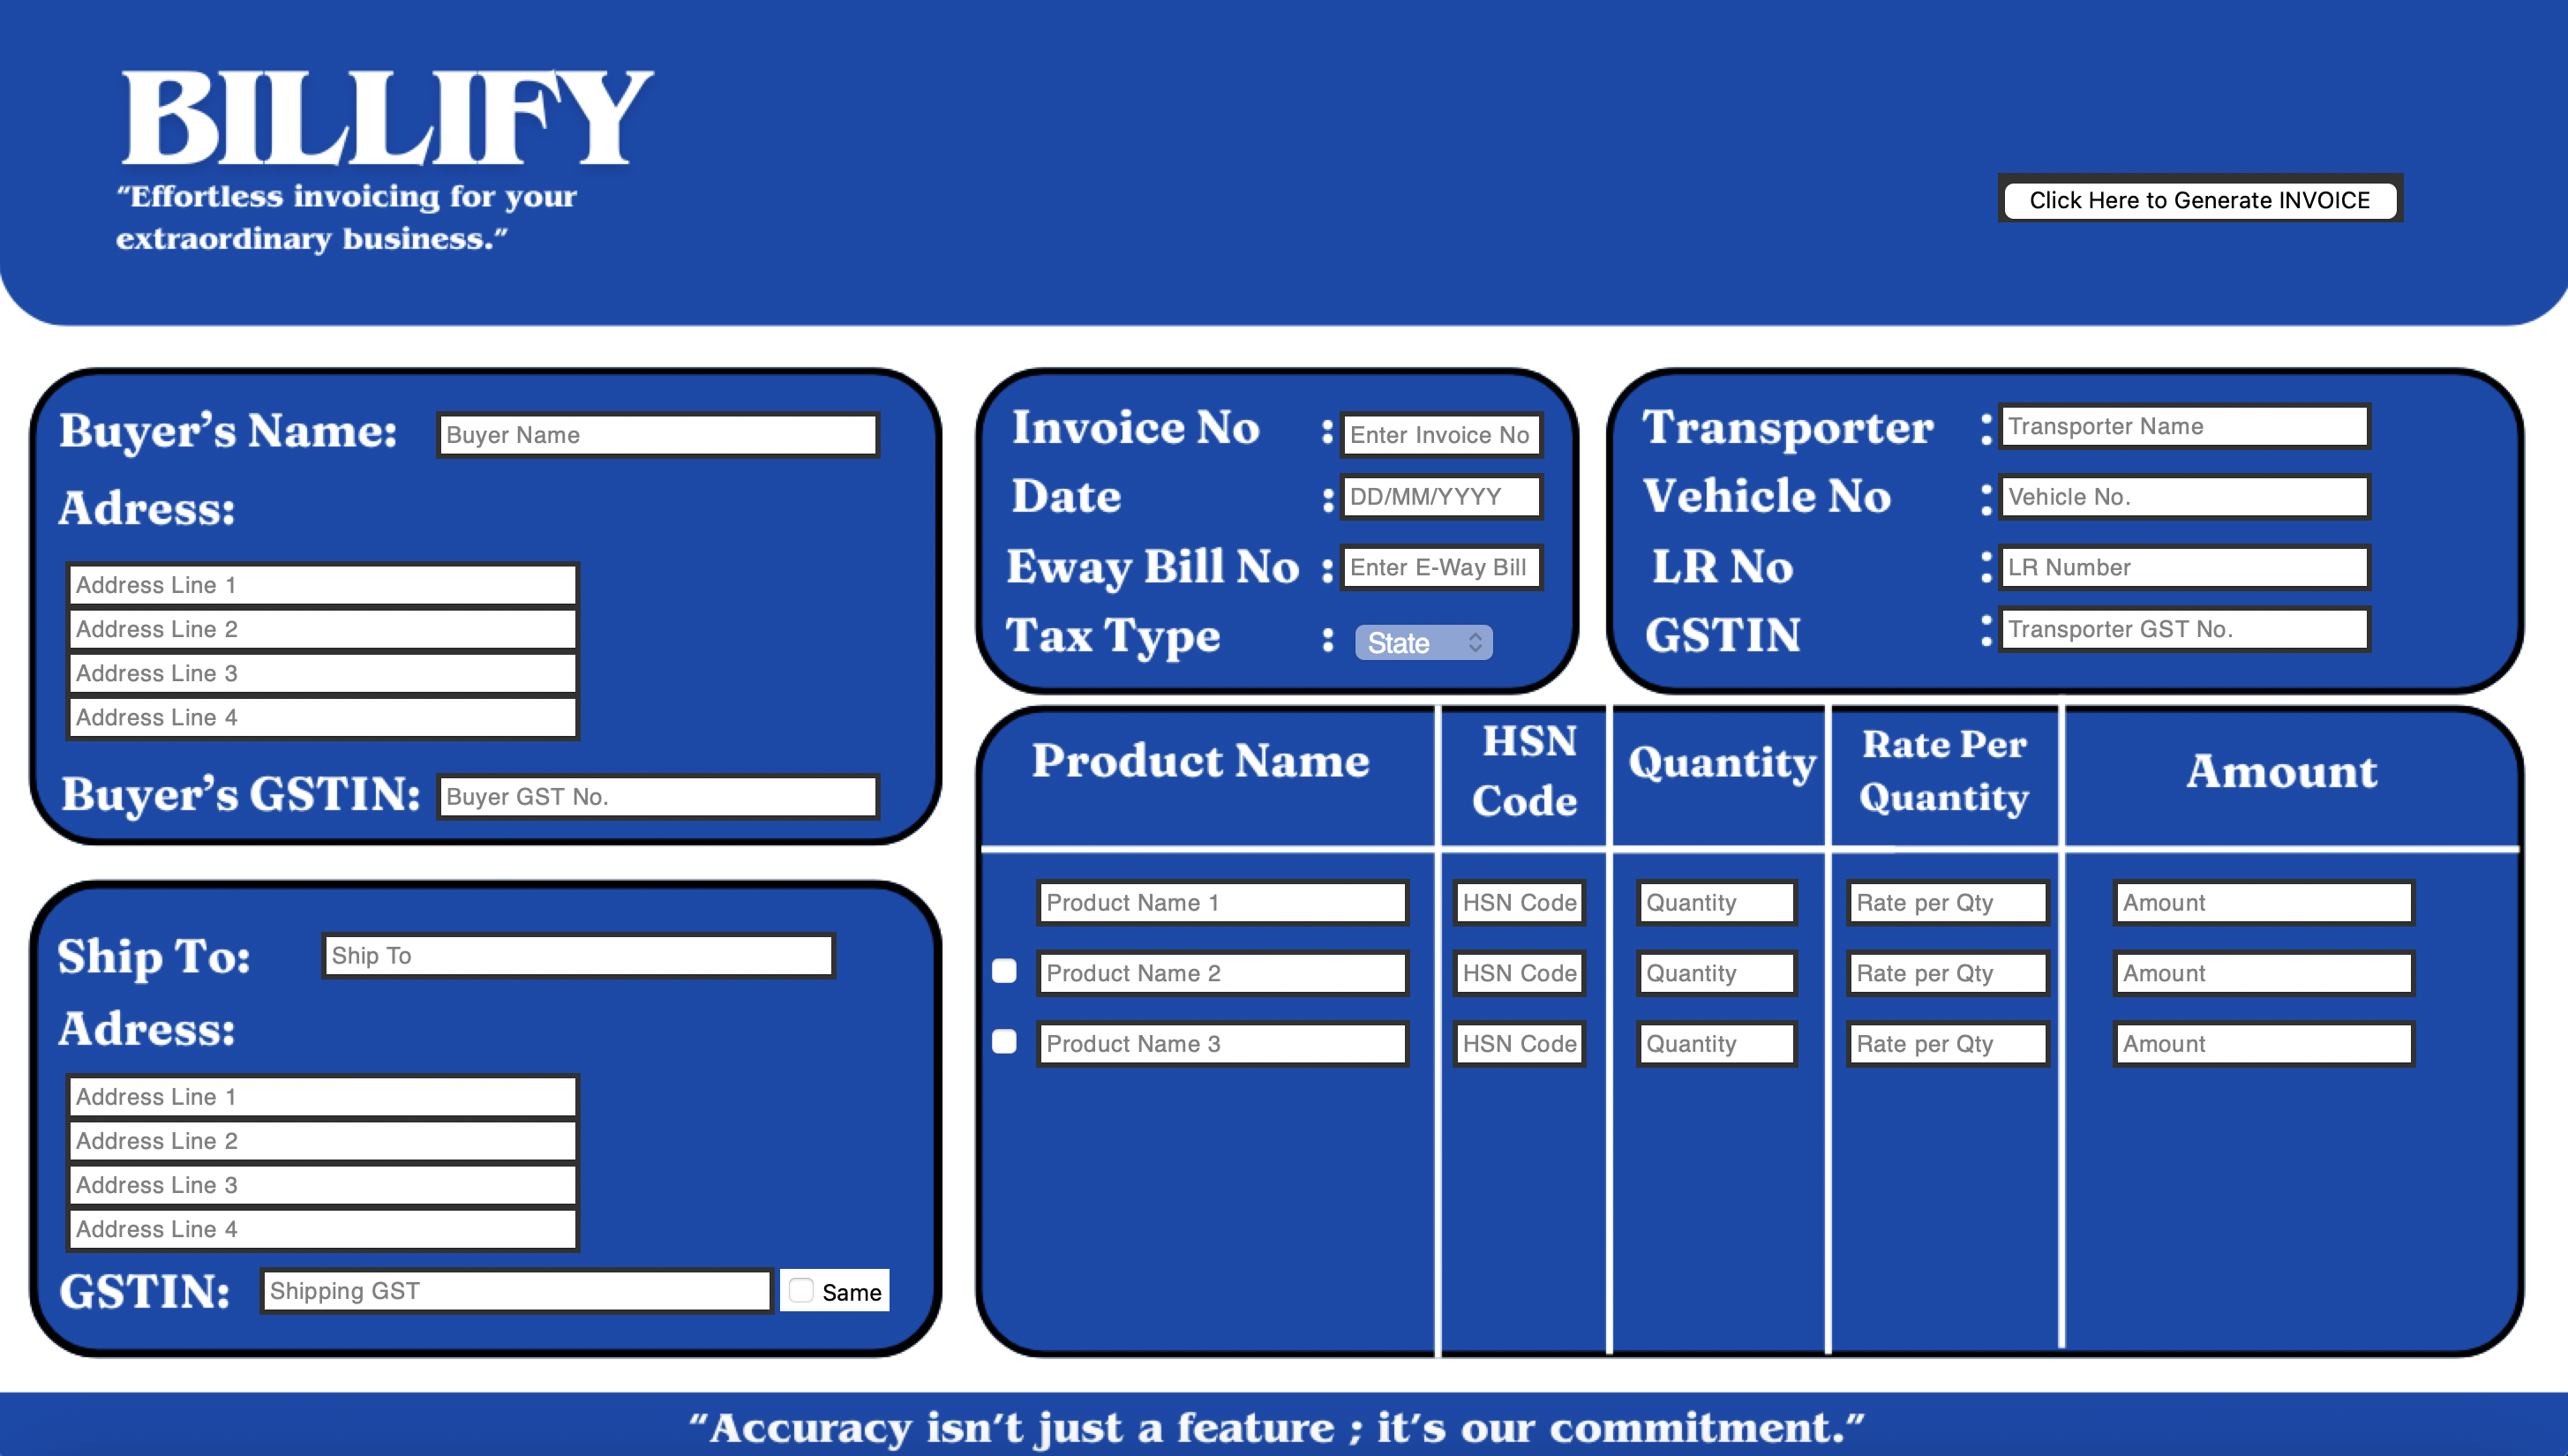 BILLIFY
“Effortless invoicing for your
extraordinary business.”
Click Here to Generate INVOICE
Buyer’s Name: Buyer Name
Adress:
Address Line 1
Address Line 2
Address Line 3
Address Line 4
Buyer’s GSTIN: Buyer GST No.
Ship To: Ship To
Adress:
Address Line 1
Address Line 2
Address Line 3
Address Line 4
GSTIN: Shipping GST Same
Invoice No : Enter Invoice No
Date : DD/MM/YYYY
Eway Bill No : Enter E-Way Bill
Tax Type : State
Transporter : Transporter Name
Vehicle No : Vehicle No.
LR No : LR Number
GSTIN : Transporter GST No.
Product Name HSN Code Quantity Rate Per Quantity Amount
Product Name 1 HSN Code Quantity Rate per Qty Amount
Product Name 2 HSN Code Quantity Rate per Qty Amount
Product Name 3 HSN Code Quantity Rate per Qty Amount
“Accuracy isn’t just a feature ; it’s our commitment.”